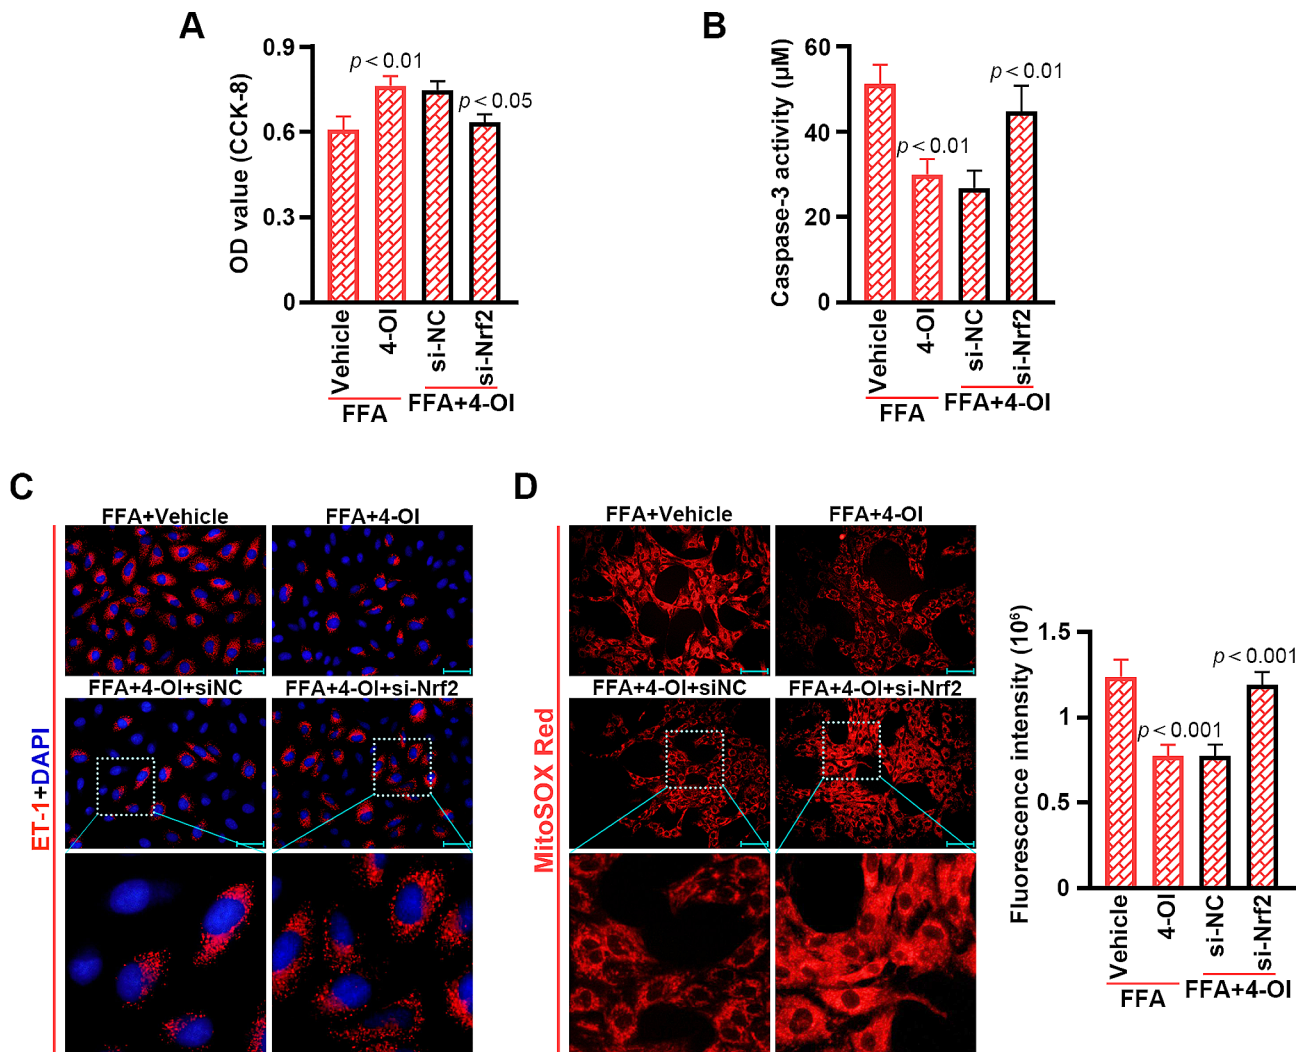 A
OD value (CCK-8)
0.9
0.6
0.3
0
p < 0.01
p < 0.05
Vehicle
4-OI
si-NC
si-Nrf2
FFA
FFA+4-OI
B
Caspase-3 activity (μM)
60
40
20
0
p < 0.01
p < 0.01
Vehicle
4-OI
si-NC
si-Nrf2
FFA
FFA+4-OI
C
ET-1+DAPI
FFA+Vehicle
FFA+4-OI
FFA+4-OI+siNC
FFA+4-OI+si-Nrf2
D
MitoSOX Red
FFA+Vehicle
FFA+4-OI
FFA+4-OI+siNC
FFA+4-OI+si-Nrf2
Fluorescence intensity (10⁶)
1.5
1
0.5
0
p < 0.001
p < 0.001
Vehicle
4-OI
si-NC
si-Nrf2
FFA
FFA+4-OI